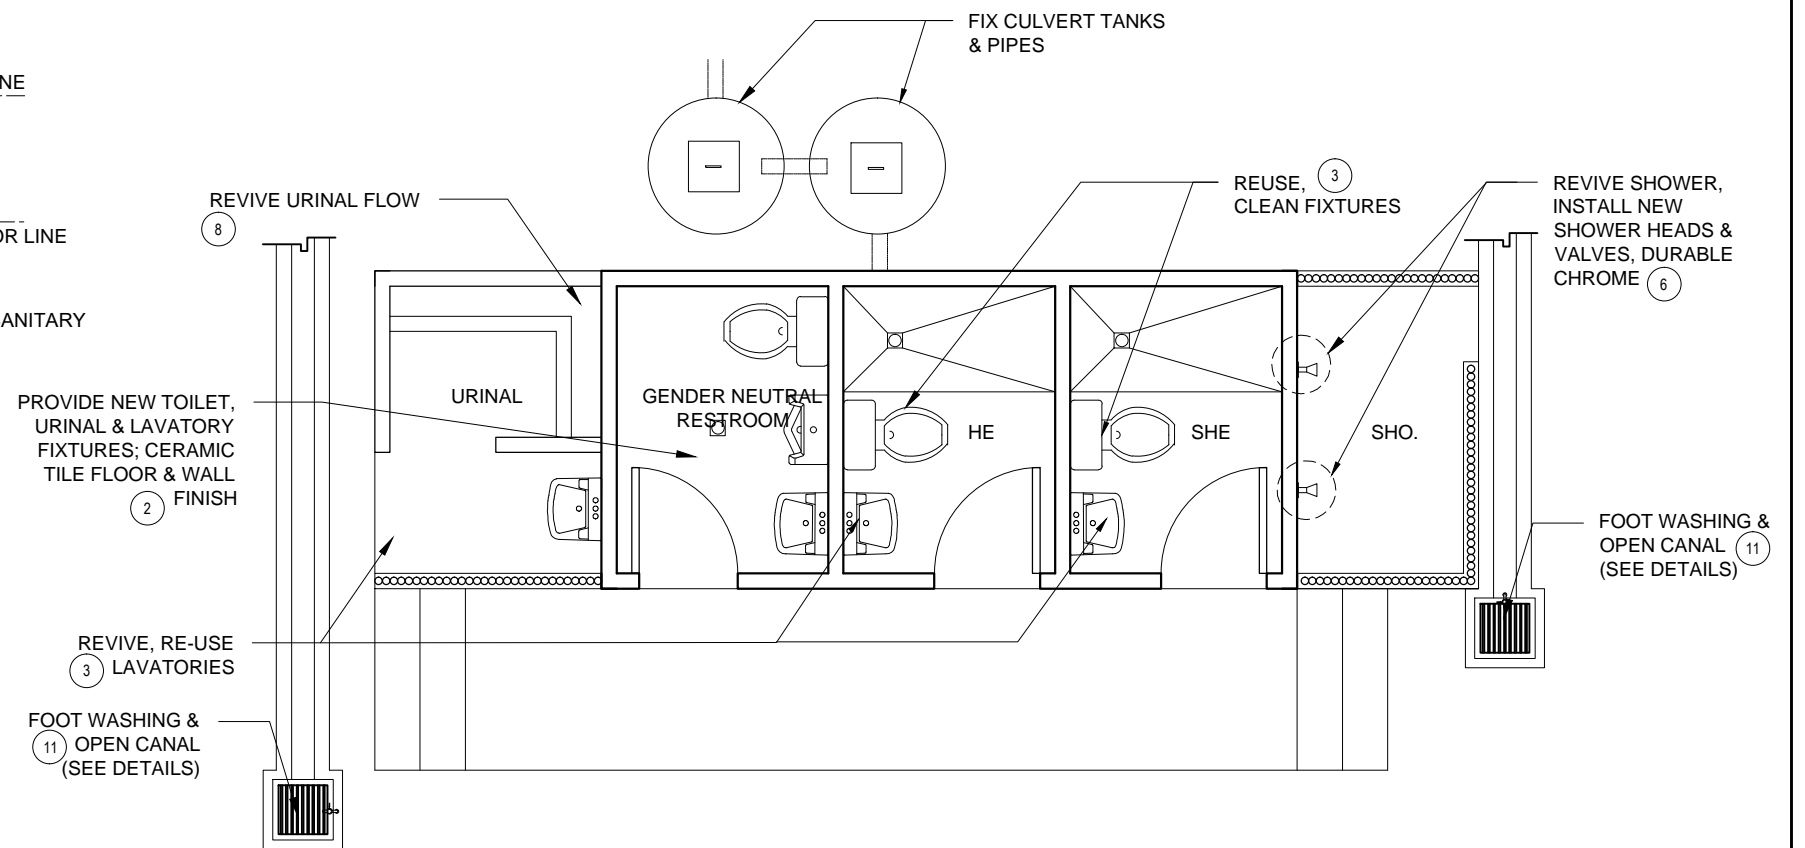 NE
OR LINE
ANITARY
FIX CULVERT TANKS
& PIPES
REVIVE URINAL FLOW
8
REUSE, 3
CLEAN FIXTURES
REVIVE SHOWER,
INSTALL NEW
SHOWER HEADS &
VALVES, DURABLE
CHROME 6
PROVIDE NEW TOILET,
URINAL & LAVATORY
FIXTURES; CERAMIC
TILE FLOOR & WALL
2 FINISH
URINAL
GENDER NEUTRAL
RESTROOM
HE
SHE
SHO.
FOOT WASHING &
OPEN CANAL 11
(SEE DETAILS)
REVIVE, RE-USE
3 LAVATORIES
FOOT WASHING &
11 OPEN CANAL
(SEE DETAILS)